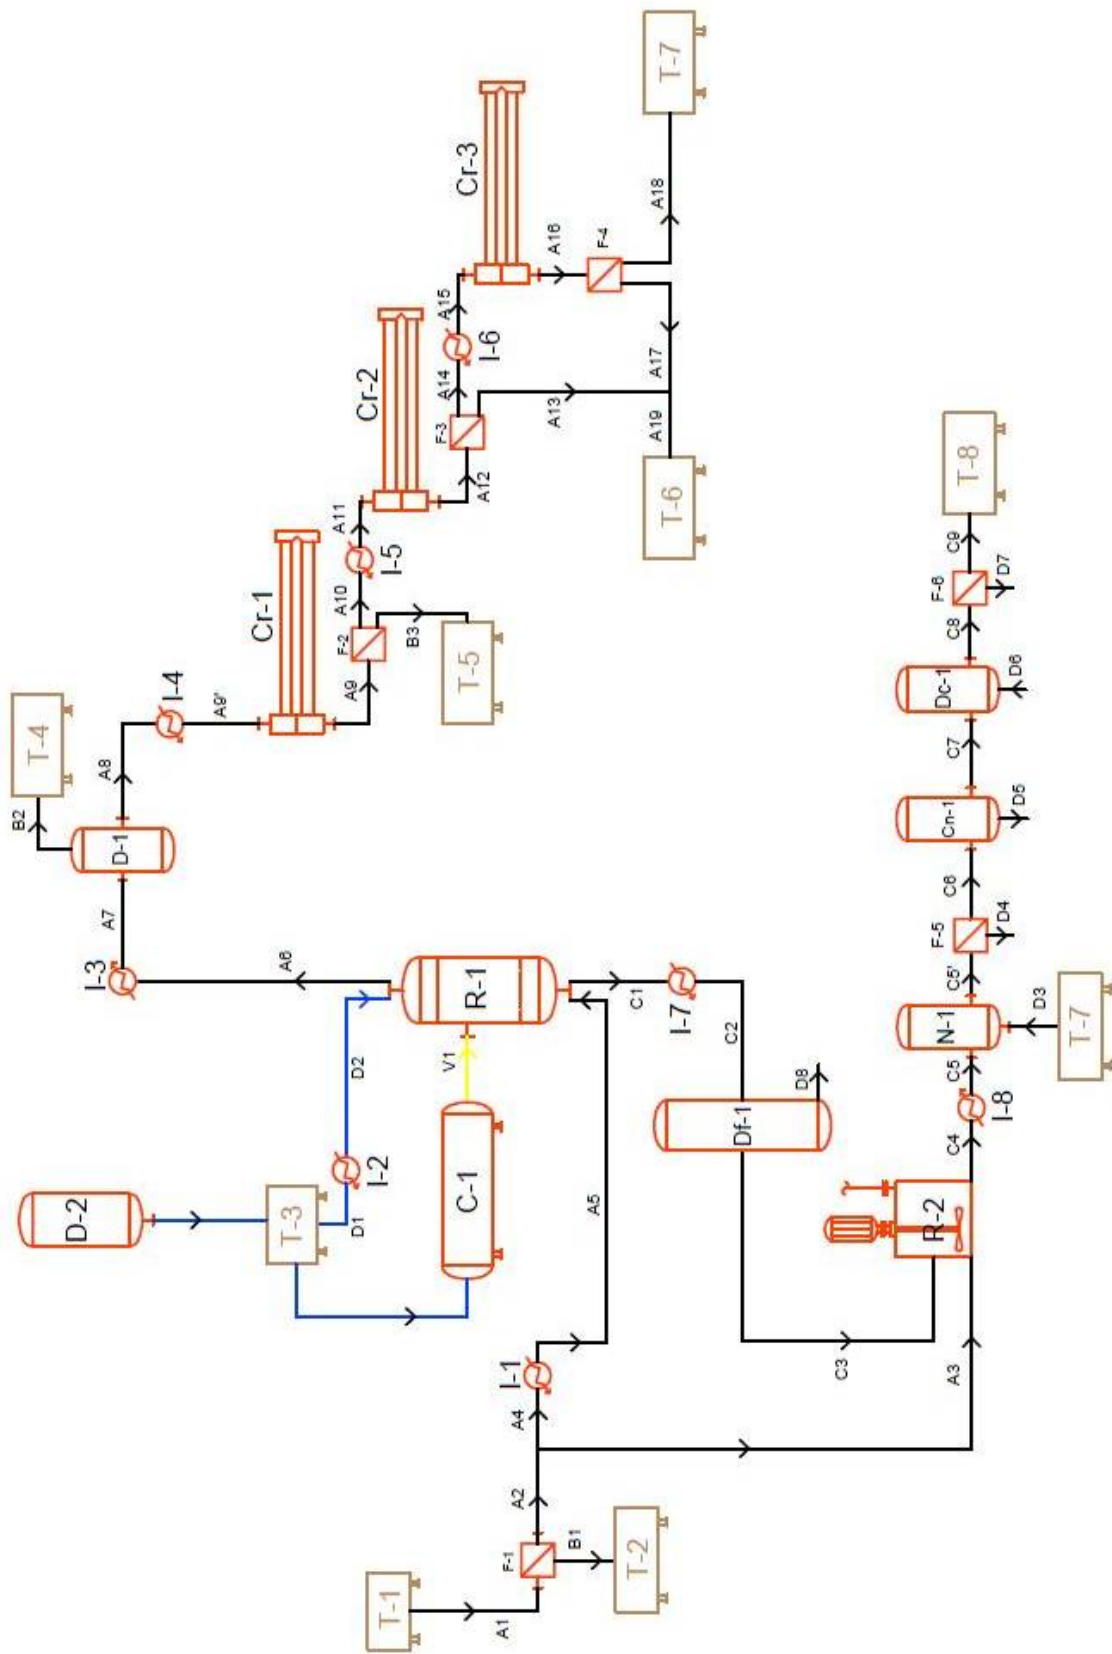 T-1
A1
F-1
B1
T-2
A2
A4
I-1
A5
A3
D-2
T-3
D1
I-2
D2
C-1
V1
R-1
A6
I-3
A7
D-1
B2
T-4
A8
I-4
A9'
Cr-1
A9
F-2
B3
T-5
A10
I-5
A11
Cr-2
A12
F-3
A13
A14
I-6
A15
Cr-3
A16
F-4
A17
A18
A19
T-6
T-7
C1
I-7
C2
Df-1
D8
C3
R-2
C4
I-8
C5
N-1
D3
T-7
C5'
F-5
D4
C6
Cn-1
D5
C7
Dc-1
D6
C8
F-6
D7
C9
T-8